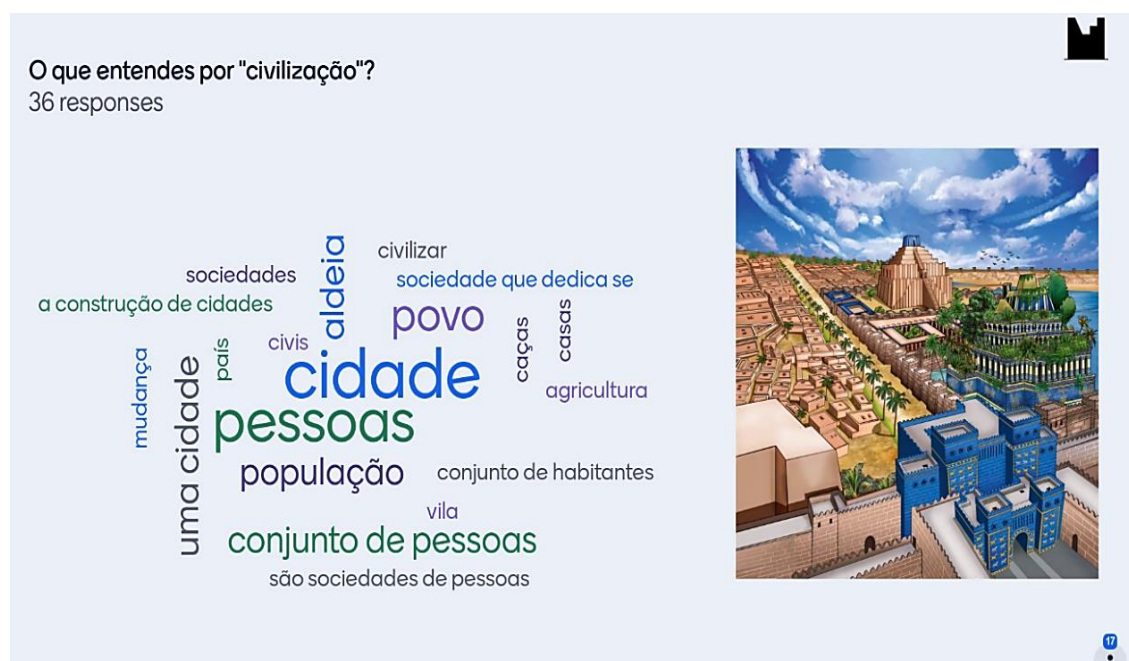 O que entendes por "civilização"?
36 responses
aldeia
civilizar
sociedades
sociedade que dedica se
a construção de cidades
povo
caças
casas
civis
país
mudança
uma cidade
cidade
agricultura
pessoas
população
conjunto de habitantes
vila
conjunto de pessoas
são sociedades de pessoas
17